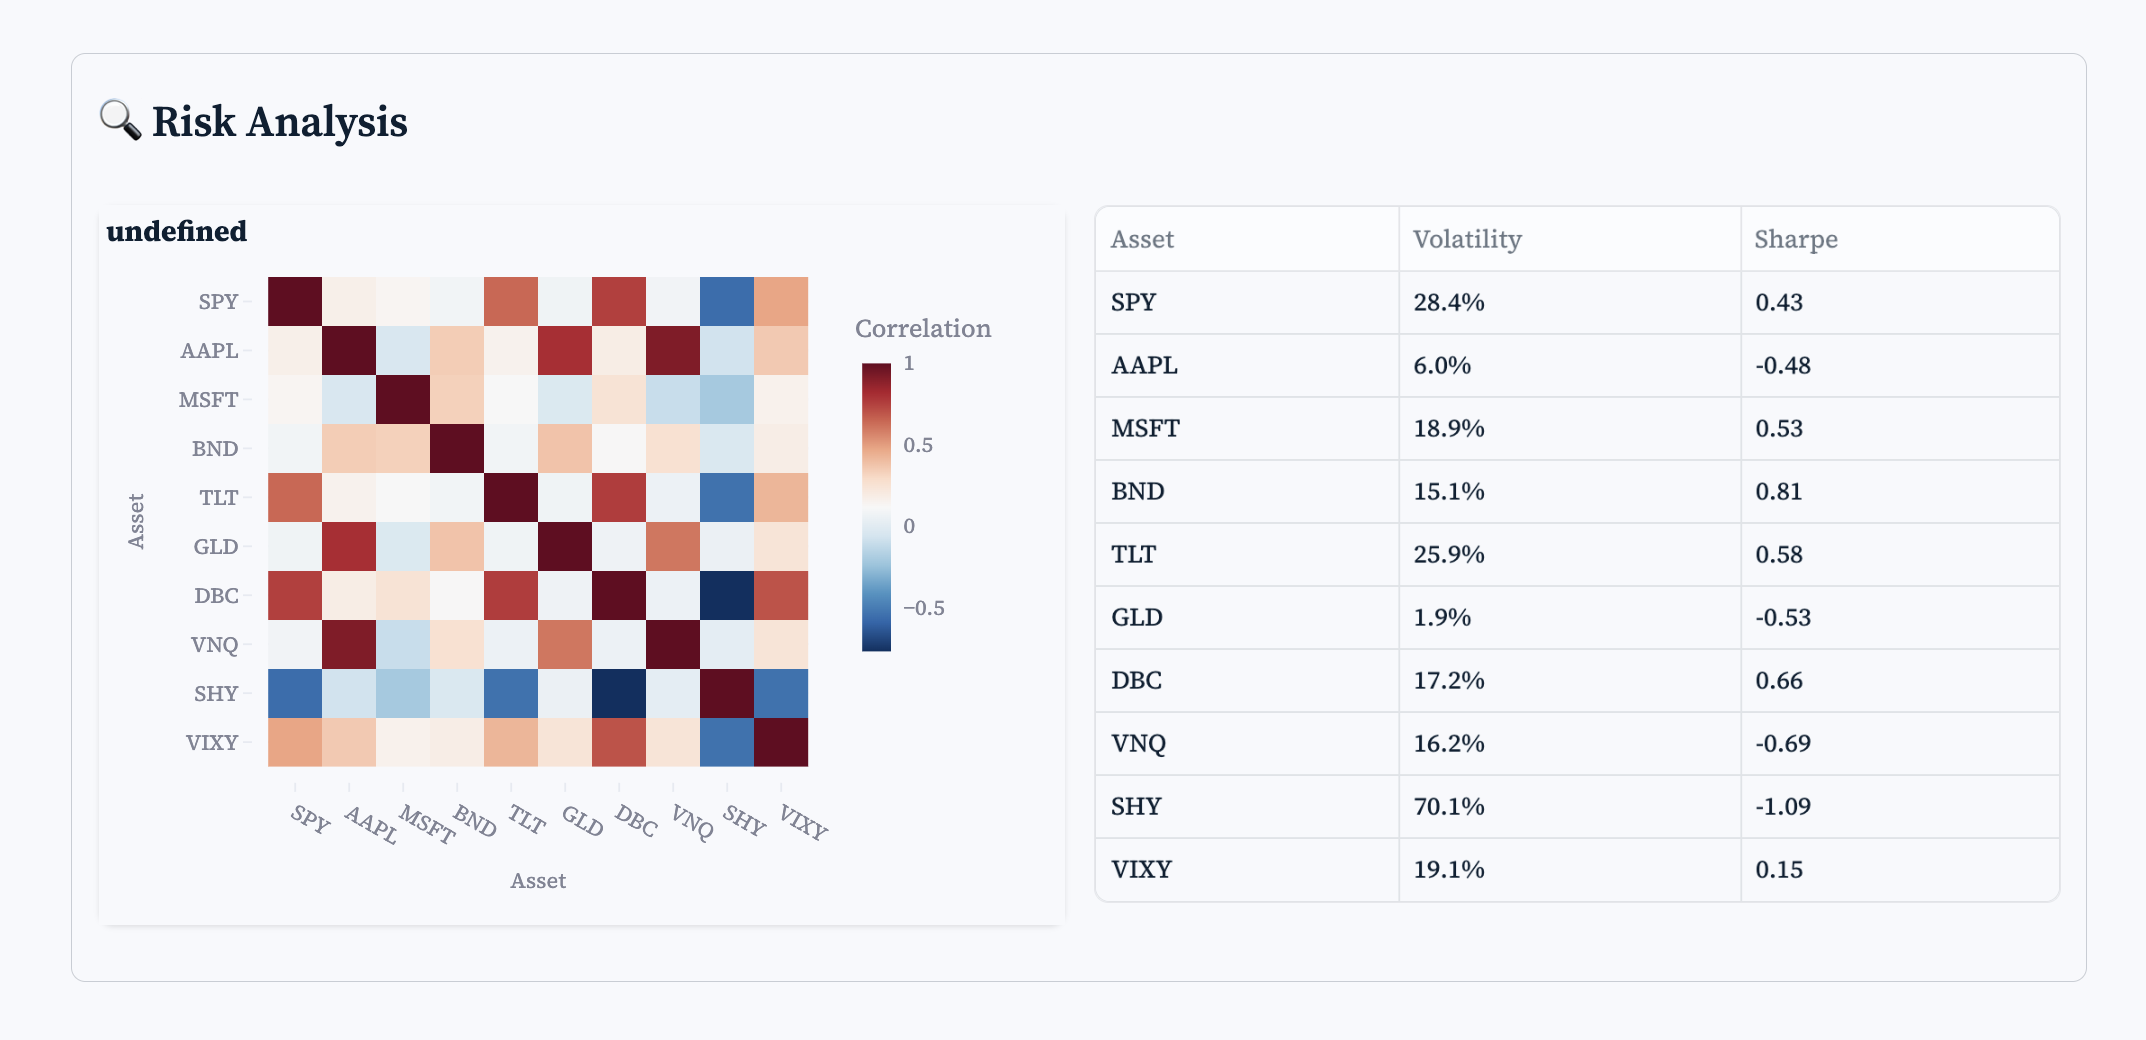 🔍 Risk Analysis
undefined
SPY
AAPL
MSFT
BND
TLT
GLD
DBC
VNQ
SHY
VIXY
Asset
SPY AAPL MSFT BND TLT GLD DBC VNQ SHY VIXY
Asset
Correlation
1
0.5
0
−0.5
Asset Volatility Sharpe
SPY 28.4% 0.43
AAPL 6.0% -0.48
MSFT 18.9% 0.53
BND 15.1% 0.81
TLT 25.9% 0.58
GLD 1.9% -0.53
DBC 17.2% 0.66
VNQ 16.2% -0.69
SHY 70.1% -1.09
VIXY 19.1% 0.15